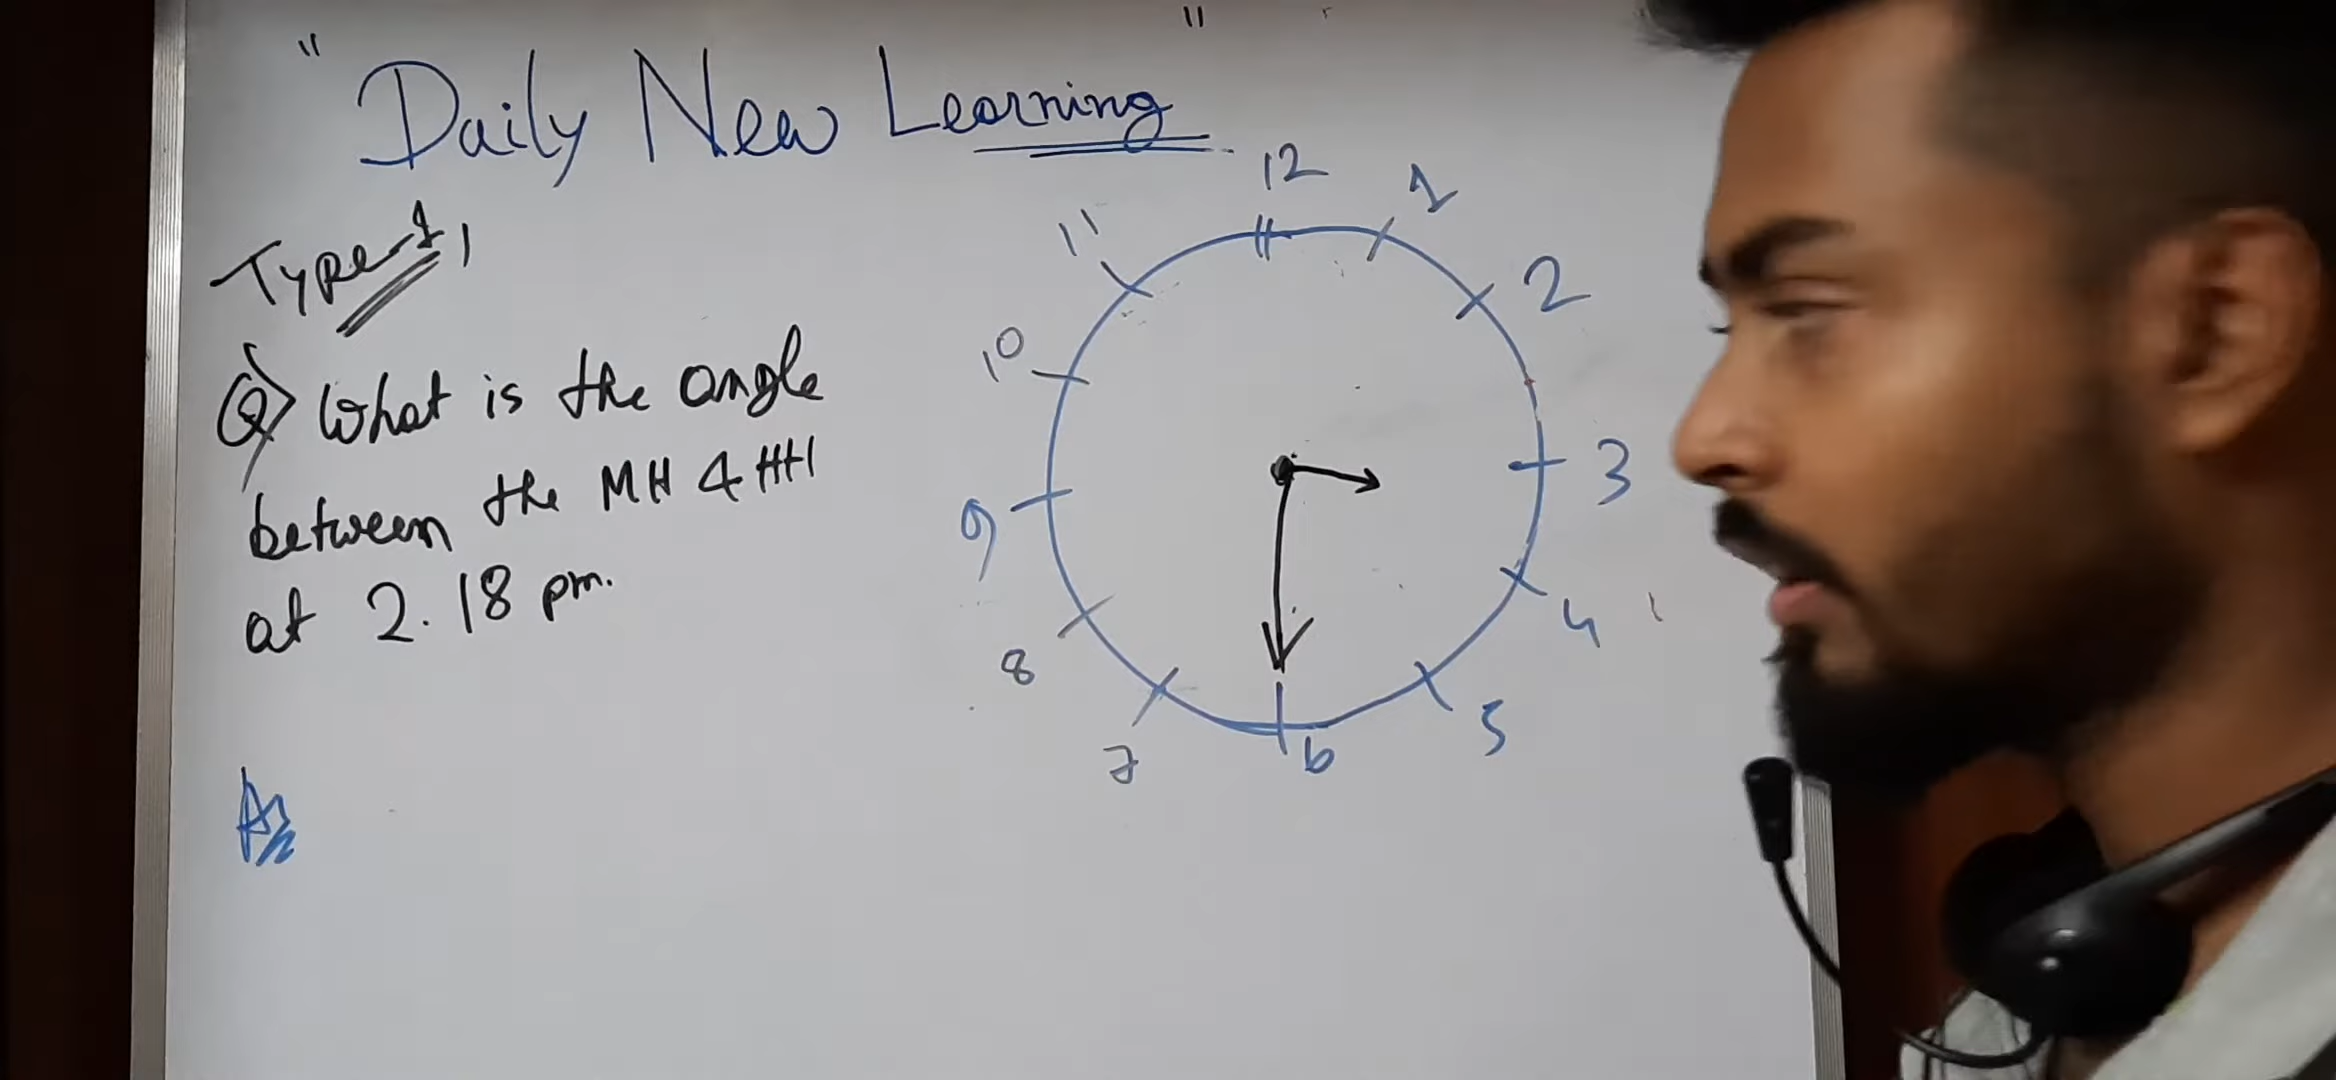 " Daily New Learning "
Type-1,
Q) What is the angle
between the MH & HH
at 2.18 pm.
Ans
12
1
2
3
4
5
6
7
8
9
10
11